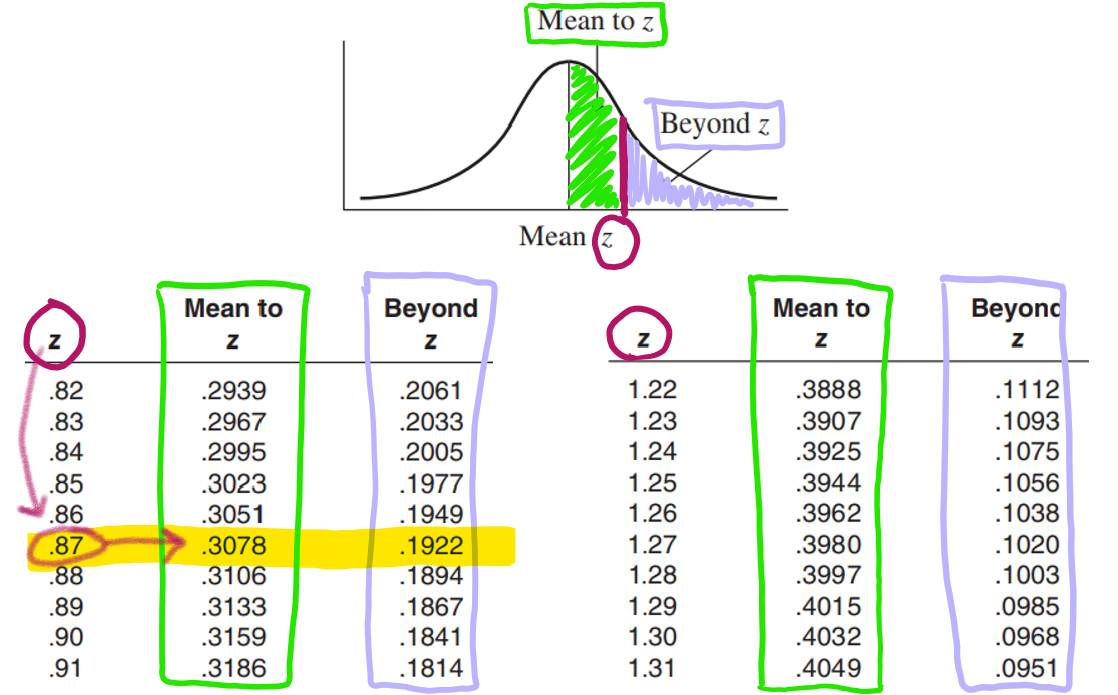 Mean to z
Beyond z
Mean z
z Mean to z Beyond z
.82 .2939 .2061
.83 .2967 .2033
.84 .2995 .2005
.85 .3023 .1977
.86 .3051 .1949
.87 .3078 .1922
.88 .3106 .1894
.89 .3133 .1867
.90 .3159 .1841
.91 .3186 .1814
z Mean to z Beyond z
1.22 .3888 .1112
1.23 .3907 .1093
1.24 .3925 .1075
1.25 .3944 .1056
1.26 .3962 .1038
1.27 .3980 .1020
1.28 .3997 .1003
1.29 .4015 .0985
1.30 .4032 .0968
1.31 .4049 .0951